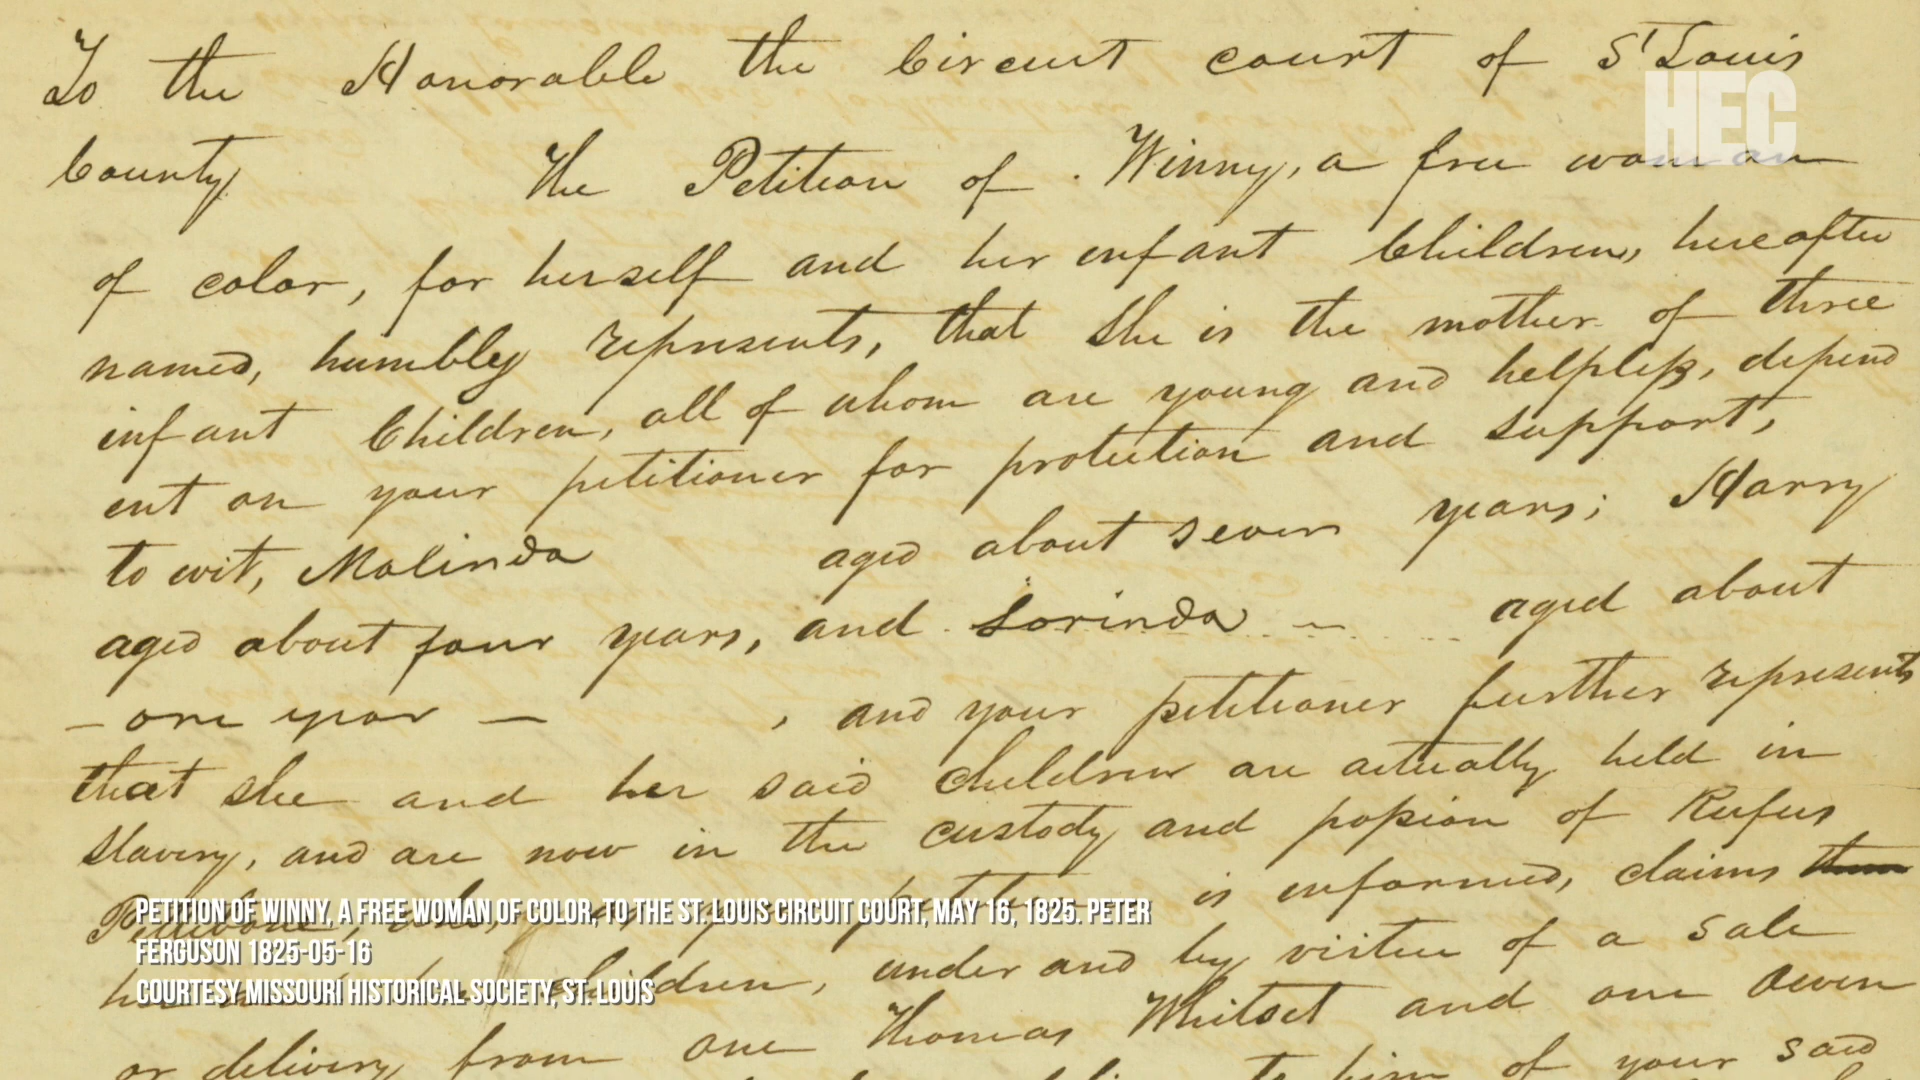 To the Honorable the Circuit court of St Louis
HEC
County The Petition of Winny, a free woman
of color, for herself and her infant Children, hereafter
named, humbly represents, that she is the mother of three
infant Children, all of whom are young and helpless, depend
ent on your petitioner for protection and support,
to wit, Malinda aged about seven years; Harry
aged about four years, and Lorinda aged about
- one year - , and your petitioner further represents
that she and her said children are actually held in
slavery, and are now in the custody and possion of Rufus
Pettibone, who, is informed, claims
PETITION OF WINNY, A FREE WOMAN OF COLOR, TO THE ST. LOUIS CIRCUIT COURT, MAY 16, 1825. PETER
FERGUSON 1825-05-16
children, under and by virtue of a sale
COURTESY MISSOURI HISTORICAL SOCIETY, ST. LOUIS
or delivery from one Thomas Whitset and one Owen
to him of your said